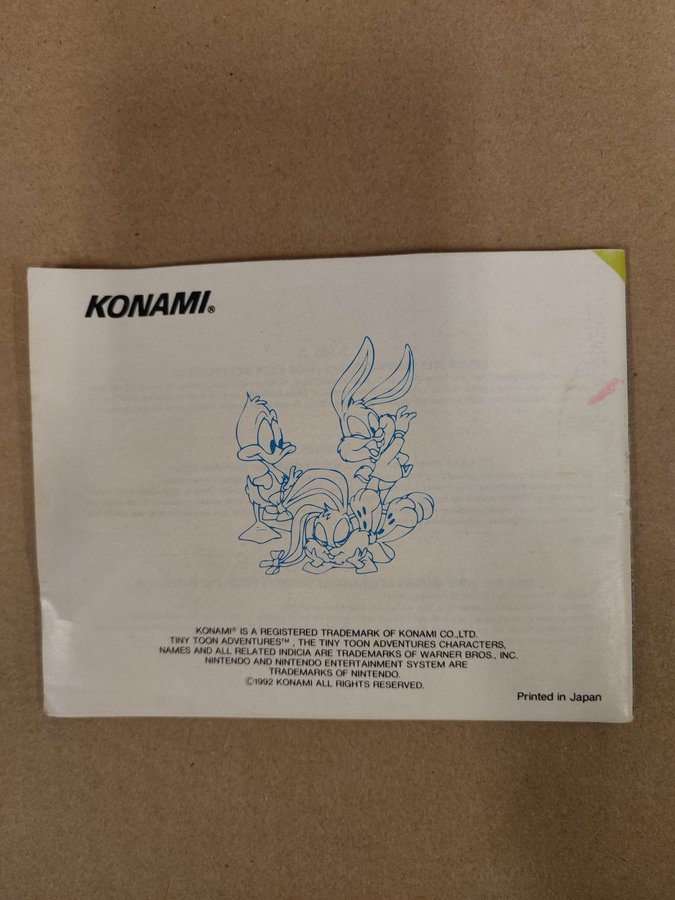 KONAMI®
KONAMI® IS A REGISTERED TRADEMARK OF KONAMI CO.,LTD.
TINY TOON ADVENTURES™ , THE TINY TOON ADVENTURES CHARACTERS,
NAMES AND ALL RELATED INDICIA ARE TRADEMARKS OF WARNER BROS., INC.
NINTENDO AND NINTENDO ENTERTAINMENT SYSTEM ARE
TRADEMARKS OF NINTENDO.
©1992 KONAMI ALL RIGHTS RESERVED.
Printed in Japan